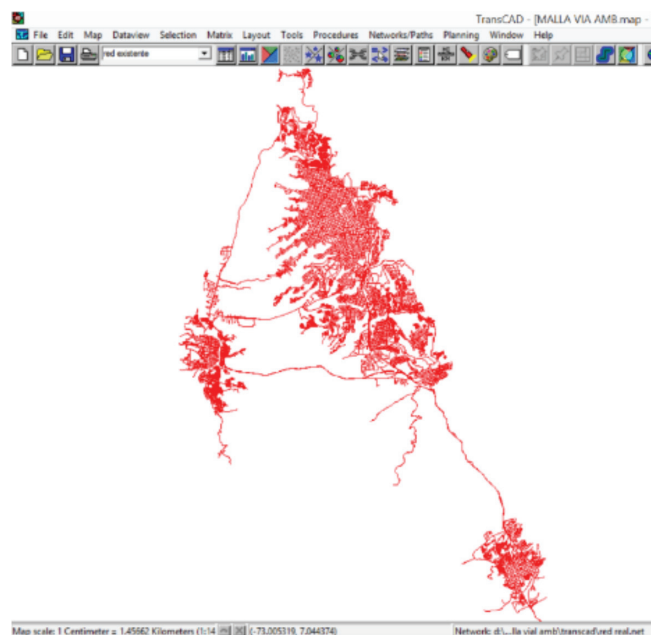 TransCAD - [MALLA VIA AMB.map -
File Edit Map Dataview Selection Matrix Layout Tools Procedures Networks/Paths Planning Window Help
red existente
Map scale: 1 Centimeter = 1.45662 Kilometers (1:14 (-73.005319, 7.044374) Network: d:\...lla vial amb\transcad\red real.net